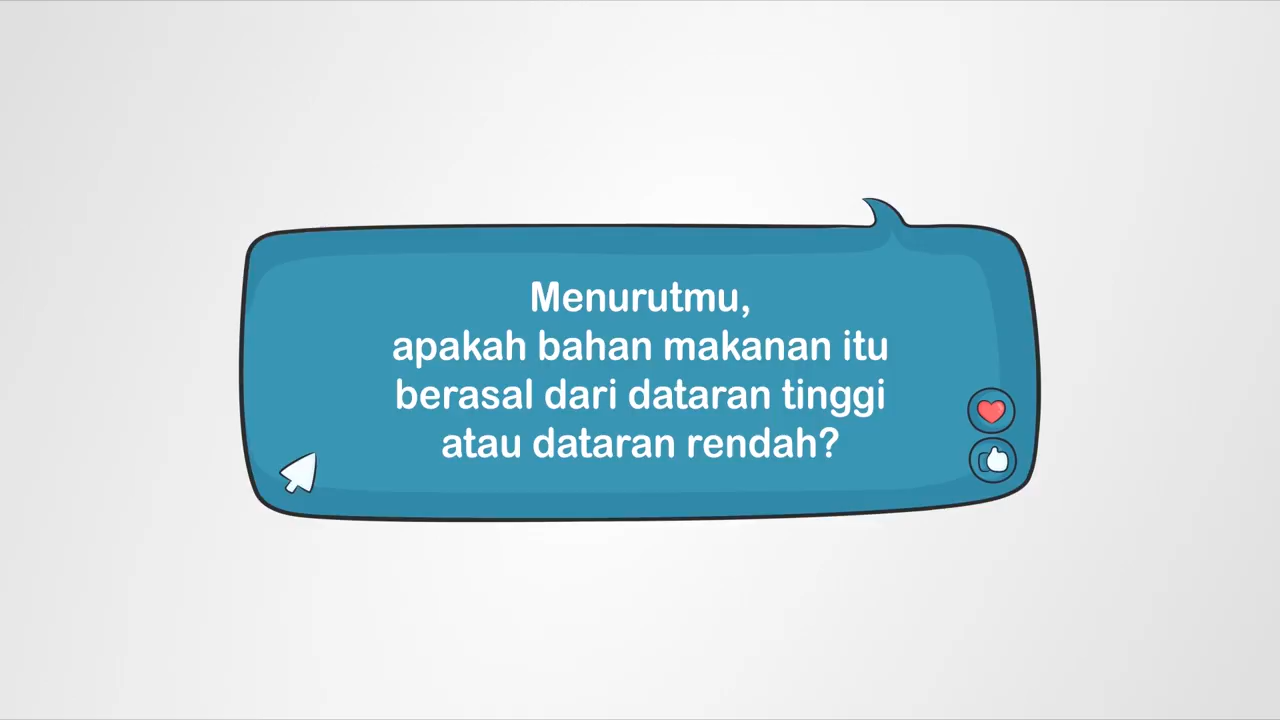 Menurutmu,
apakah bahan makanan itu
berasal dari dataran tinggi
atau dataran rendah?